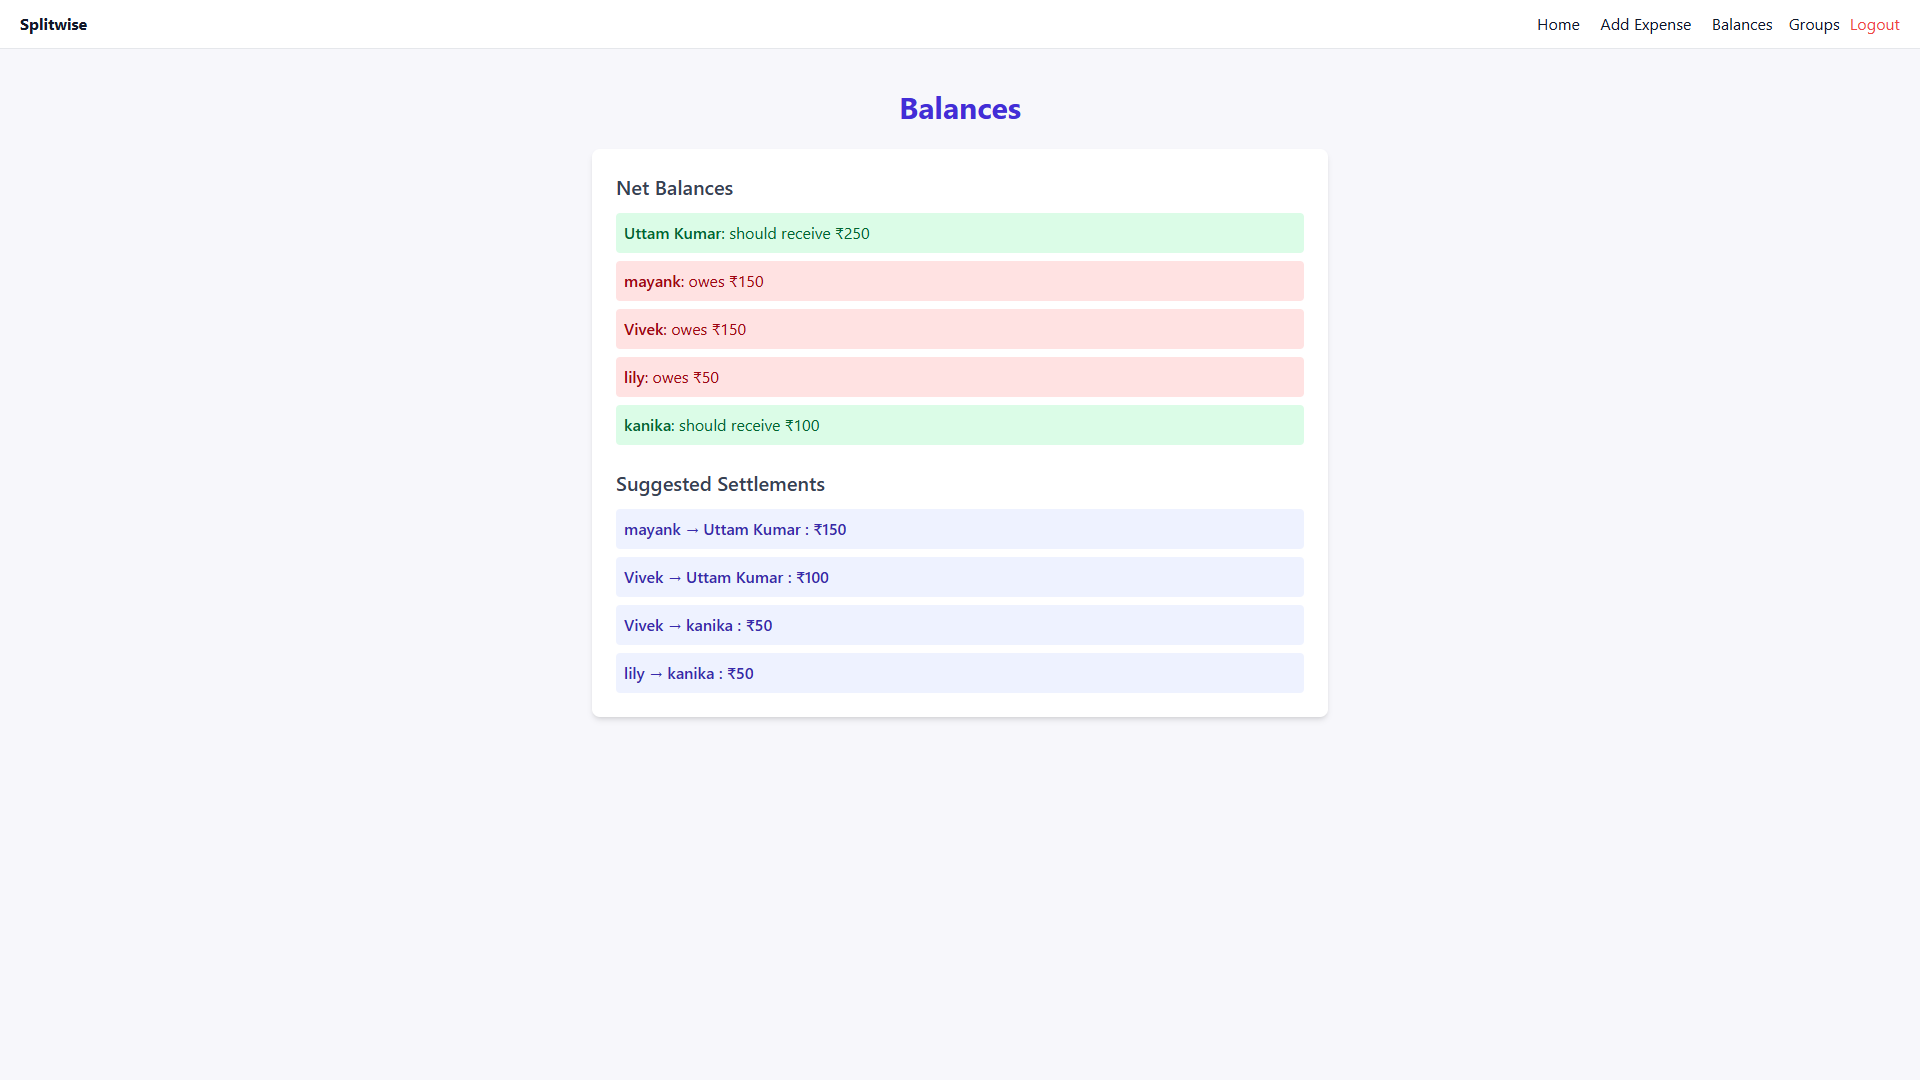 Splitwise
Home Add Expense Balances Groups Logout
Balances
Net Balances
Uttam Kumar: should receive ₹250
mayank: owes ₹150
Vivek: owes ₹150
lily: owes ₹50
kanika: should receive ₹100
Suggested Settlements
mayank → Uttam Kumar : ₹150
Vivek → Uttam Kumar : ₹100
Vivek → kanika : ₹50
lily → kanika : ₹50